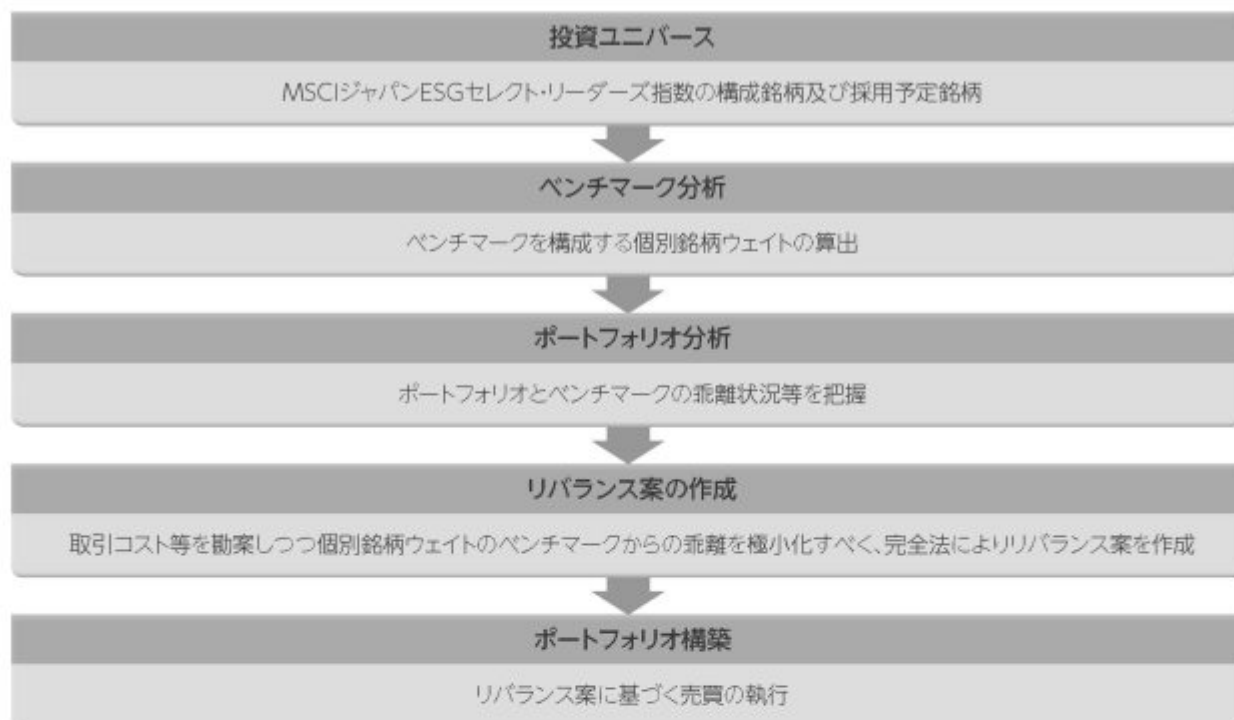 投資ユニバース
MSCIジャパンESGセレクト・リーダーズ指数の構成銘柄及び採用予定銘柄
ベンチマーク分析
ベンチマークを構成する個別銘柄ウェイトの算出
ポートフォリオ分析
ポートフォリオとベンチマークの乖離状況等を把握
リバランス案の作成
取引コスト等を勘案しつつ個別銘柄ウェイトのベンチマークからの乖離を極小化すべく、完全法によりリバランス案を作成
ポートフォリオ構築
リバランス案に基づく売買の執行